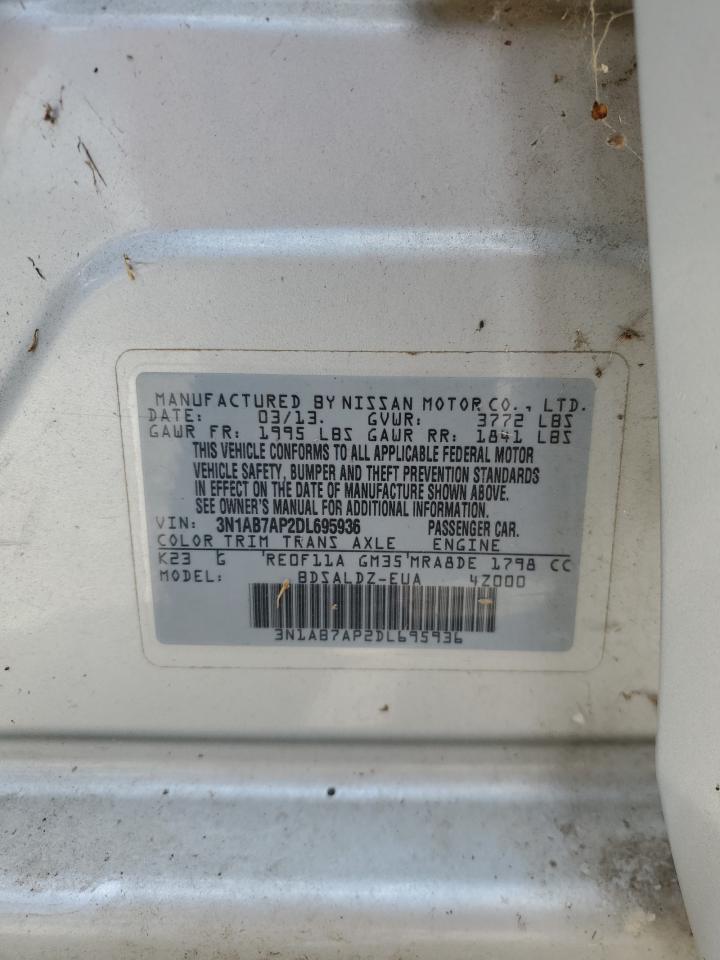 MANUFACTURED BY NISSAN MOTOR CO., LTD.
DATE: 03/13. GVWR: 3772 LBS
GAWR FR: 1995 LBS GAWR RR: 1841 LBS
THIS VEHICLE CONFORMS TO ALL APPLICABLE FEDERAL MOTOR
VEHICLE SAFETY, BUMPER AND THEFT PREVENTION STANDARDS
IN EFFECT ON THE DATE OF MANUFACTURE SHOWN ABOVE.
SEE OWNER'S MANUAL FOR ADDITIONAL INFORMATION.
VIN: 3N1AB7AP2DL695936 PASSENGER CAR.
COLOR TRIM TRANS AXLE ENGINE
K23 G RE0F11A GM35 MRA8DE 1798 CC
MODEL: BDSALDZ-EUA 4Z000
3N1AB7AP2DL695936